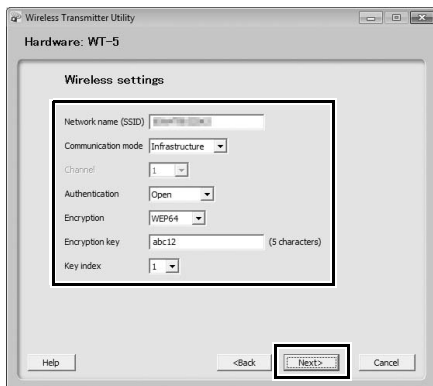 Wireless Transmitter Utility
Hardware: WT-5
Wireless settings
Network name (SSID)
Communication mode Infrastructure
Channel 1
Authentication Open
Encryption WEP64
Encryption key abc12 (5 characters)
Key index 1
Help <Back Next> Cancel